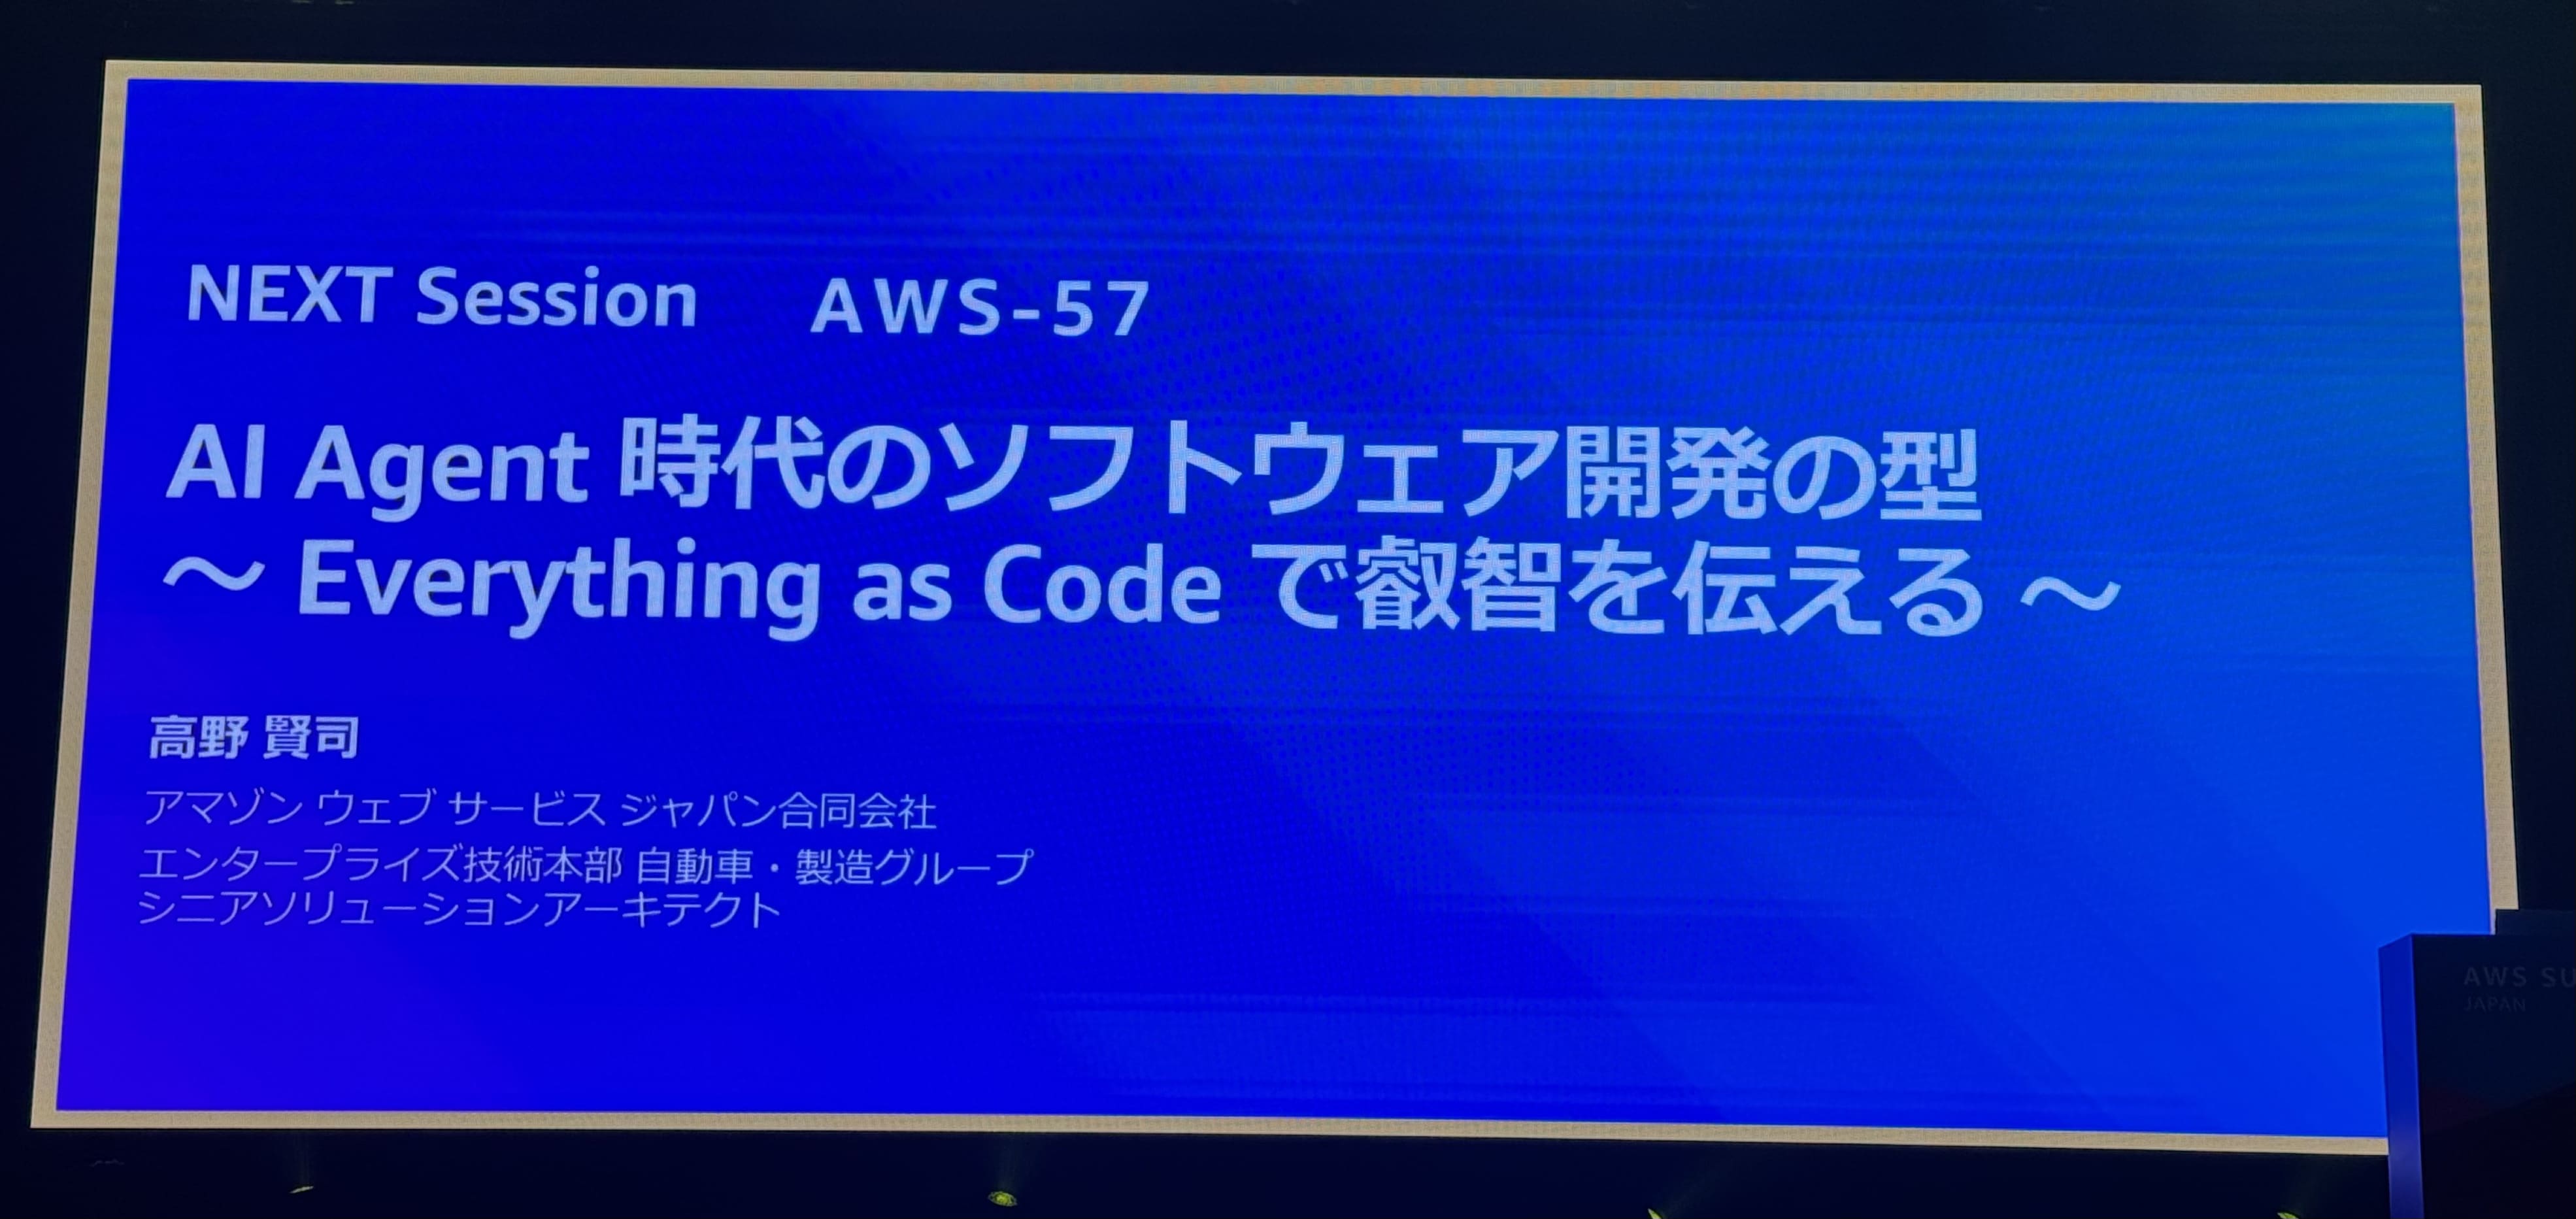 NEXT Session AWS-57
AI Agent 時代のソフトウェア開発の型
～ Everything as Code で叡智を伝える ～
高野 賢司
アマゾン ウェブ サービス ジャパン合同会社
エンタープライズ技術本部 自動車・製造グループ
シニアソリューションアーキテクト
AWS SU
JAPAN